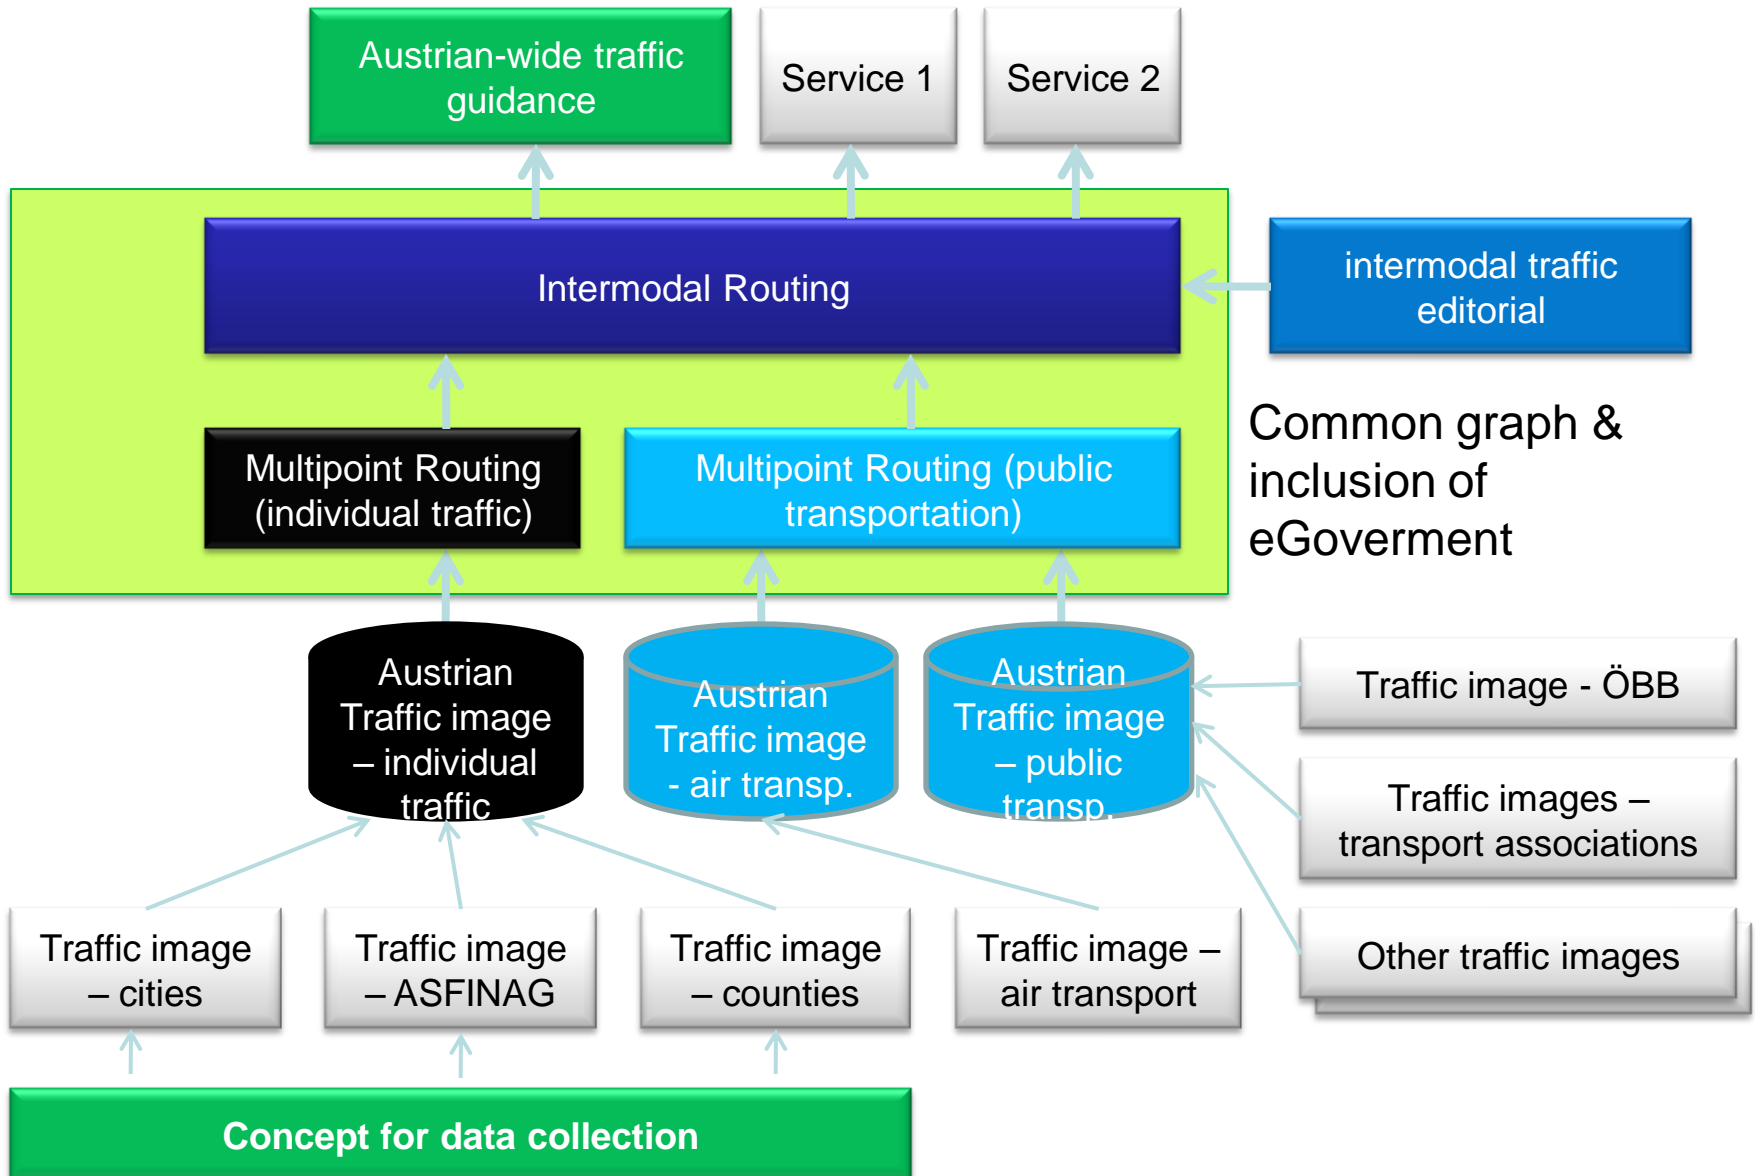 Austrian-wide traffic
guidance
Service 1
Service 2
Intermodal Routing
intermodal traffic
editorial
Multipoint Routing
(individual traffic)
Multipoint Routing (public
transportation)
Common graph &
inclusion of
eGoverment
Austrian
Traffic image
– individual
traffic
Austrian
Traffic image
- air transp.
Austrian
Traffic image
– public
transp.
Traffic image - ÖBB
Traffic images –
transport associations
Other traffic images
Traffic image
– cities
Traffic image
– ASFINAG
Traffic image
– counties
Traffic image –
air transport
Concept for data collection